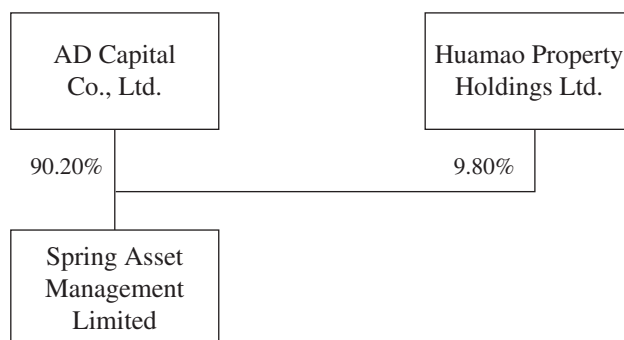 AD Capital
Co., Ltd.
Huamao Property
Holdings Ltd.
90.20%
9.80%
Spring Asset
Management
Limited